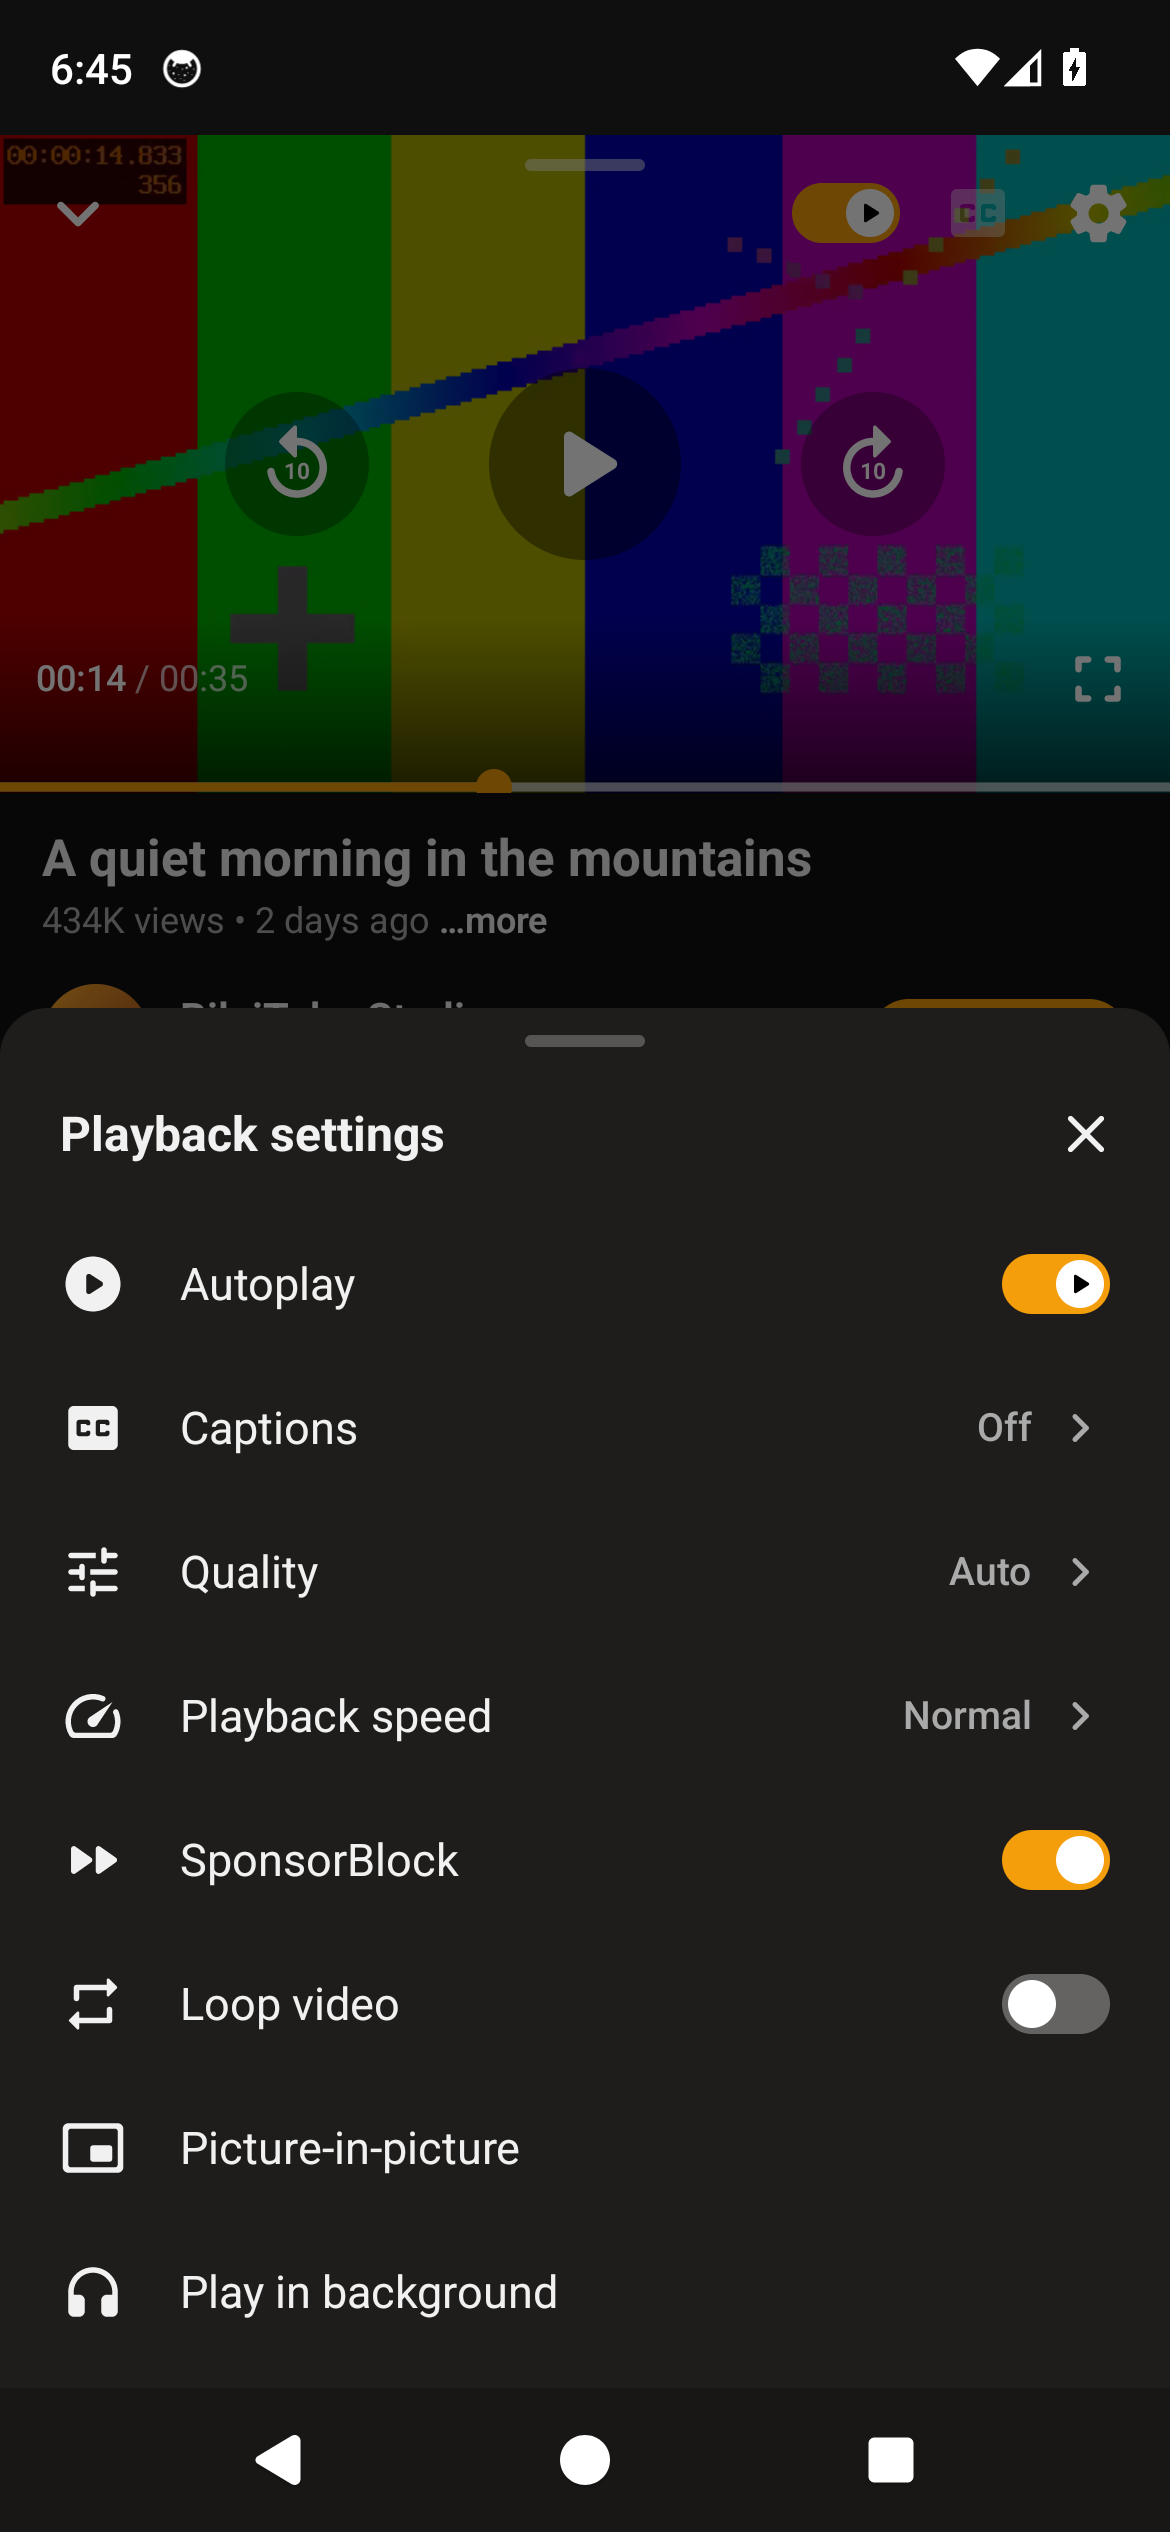 6:45
00:00:14.833
356
CC
10
10
00:14 / 00:35
A quiet morning in the mountains
434K views • 2 days ago ...more
Playback settings
Autoplay
CC Captions Off
Quality Auto
Playback speed Normal
SponsorBlock
Loop video
Picture-in-picture
Play in background